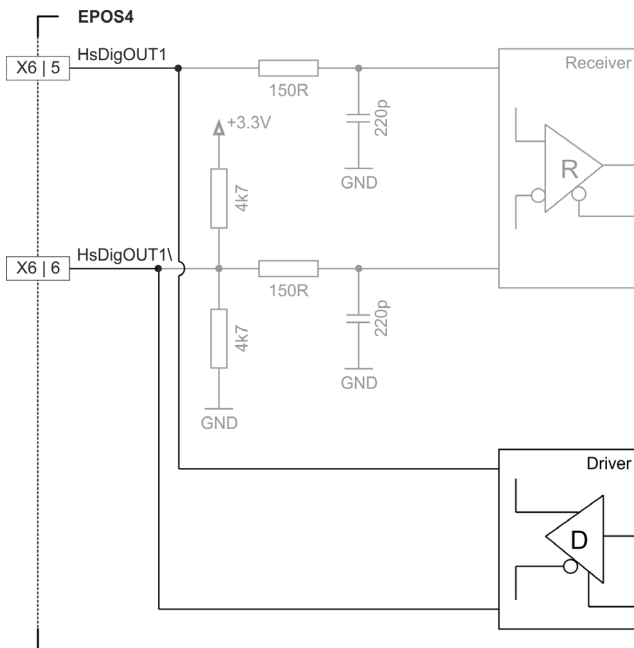 EPOS4
X6 | 5
HsDigOUT1
Receiver
150R
220p
+3.3V
GND
4k7
R
X6 | 6
HsDigOUT1\
150R
220p
4k7
GND
GND
Driver
D